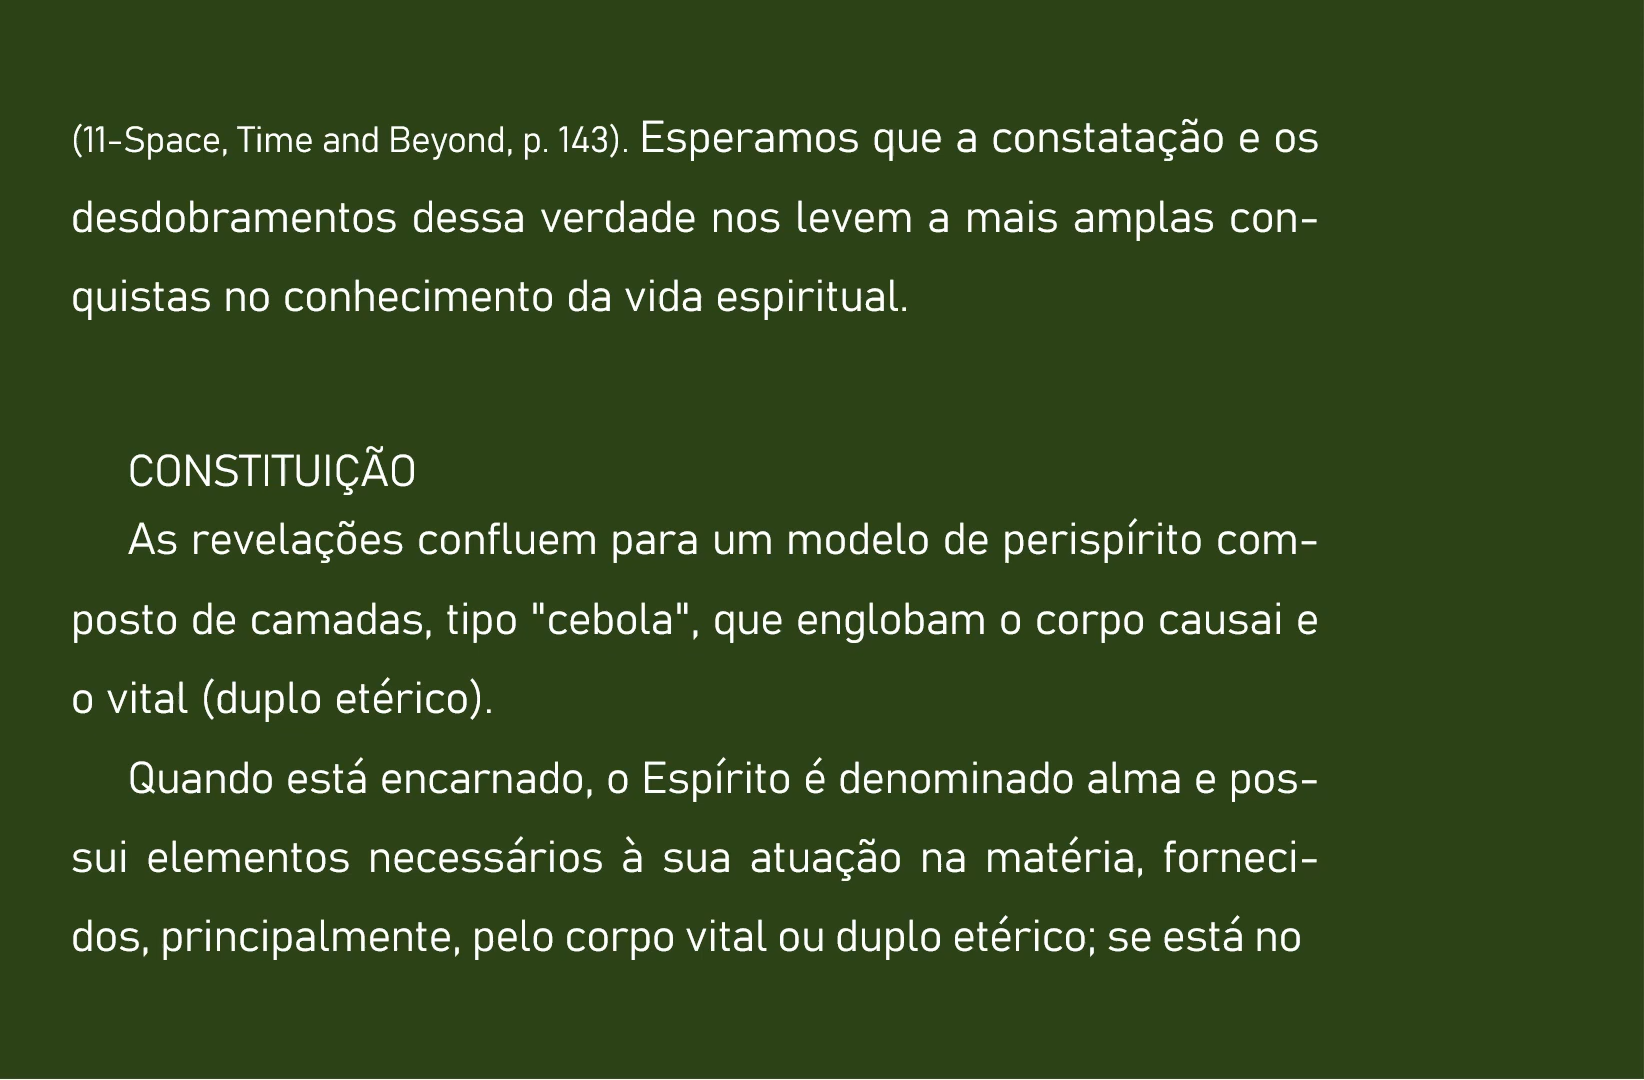 (11-Space, Time and Beyond, p. 143). Esperamos que a constatação e os
desdobramentos dessa verdade nos levem a mais amplas con-
quistas no conhecimento da vida espiritual.
CONSTITUIÇÃO
As revelações confluem para um modelo de perispírito com-
posto de camadas, tipo "cebola", que englobam o corpo causai e
o vital (duplo etérico).
Quando está encarnado, o Espírito é denominado alma e pos-
sui elementos necessários à sua atuação na matéria, forneci-
dos, principalmente, pelo corpo vital ou duplo etérico; se está no